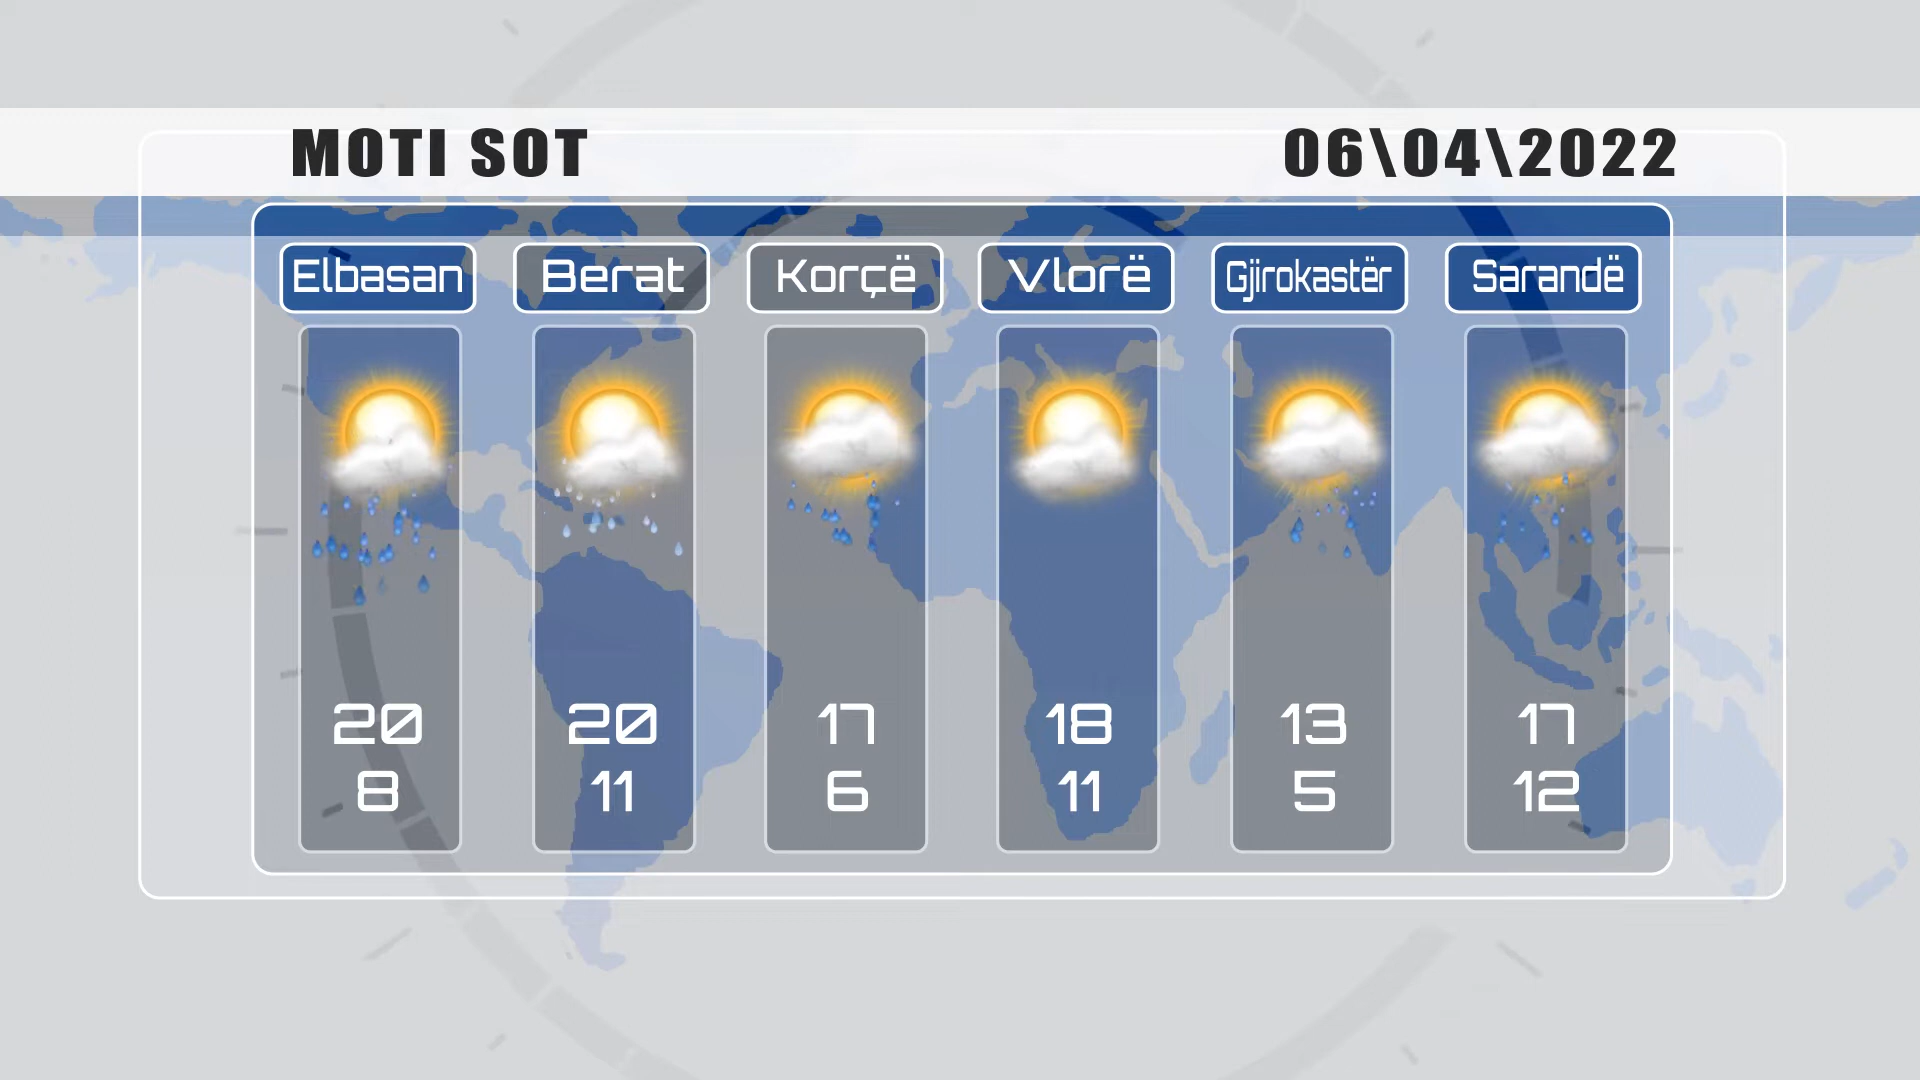 MOTI SOT 06\04\2022
Elbasan Berat Korçë Vlorë Gjirokastër Sarandë
20 20 17 18 13 17
8 11 6 11 5 12